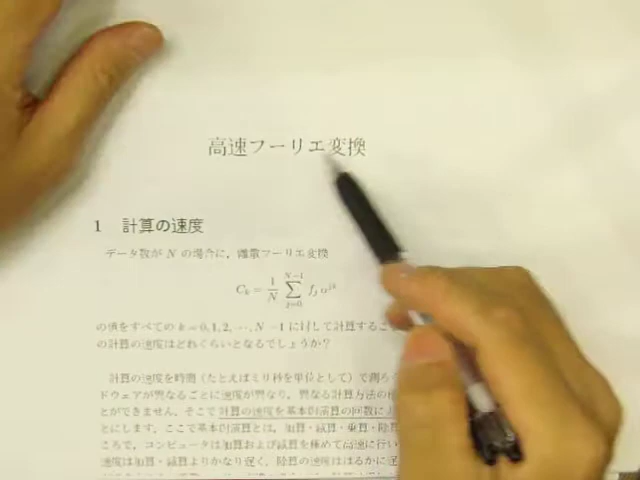 高速フーリエ変換
1 計算の速度
データ数が N の場合に，離散フーリエ変換
C_k = \frac{1}{N} \sum_{j=0}^{N-1} f_j α^{jk}
の値をすべての k = 0, 1, 2, ⋯, N − 1 に対して計算するこ
の計算の速度はどれくらいとなるでしょうか？
計算の速度を時間（たとえばミリ秒を単位として）で測ろ
ドウェアが異なるごとに速度が異なり，異なる計算方法の
とができません．そこで計算の速度を基本的演算の回数に
とにします．ここで基本的演算とは，加算・減算・乗算・除算
ころで，コンピュータは加算および減算を極めて高速に行い
速度は加算・減算よりかなり遅く，除算の速度ははるかに遅